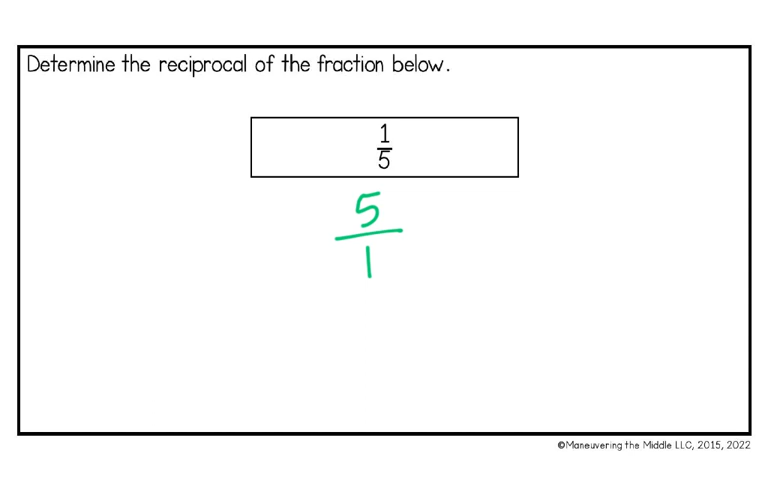 Determine the reciprocal of the fraction below.
1
5
5
1
©Maneuvering the Middle LLC, 2015, 2022